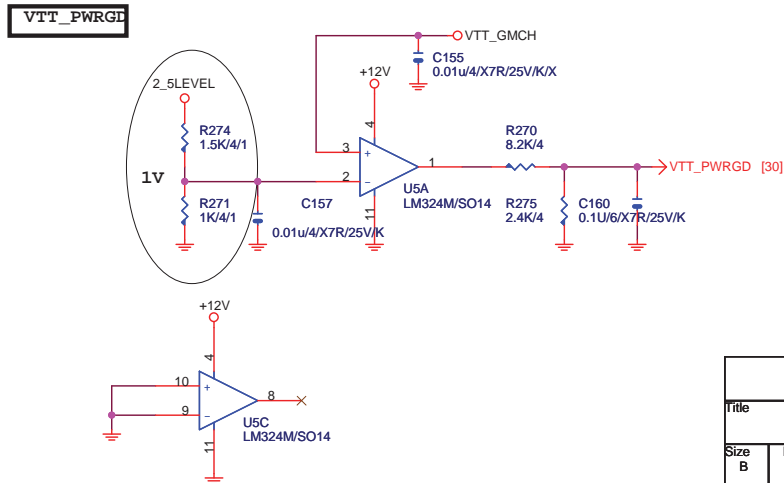 VTT_PWRGD
VTT_GMCH
C155
0.01u/4/X7R/25V/K/X
+12V
2_5LEVEL
4
R274
1.5K/4/1
R270
8.2K/4
3
+
1
VTT_PWRGD [30]
1V
2
−
R271
1K/4/1
U5A
LM324M/SO14
C157
0.01u/4/X7R/25V/K
11
R275
2.4K/4
C160
0.1U/6/X7R/25V/K
+12V
4
10
+
8
9
−
U5C
LM324M/SO14
11
Title
Size
B